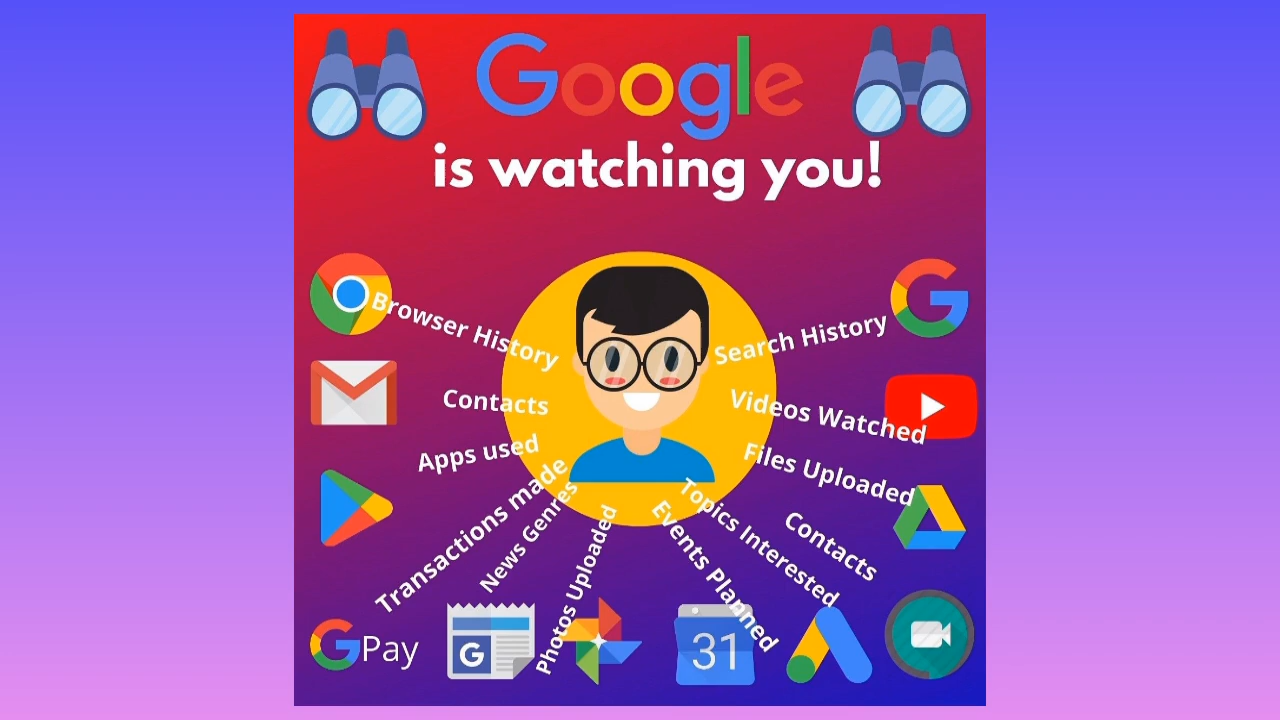 Google
is watching you!
Browser History
Search History
Contacts
Videos Watched
Apps used
Files Uploaded
Transactions made
News Genres
Photos Uploaded
Events Planned
Topics Interested
Contacts
G Pay
G
31
G